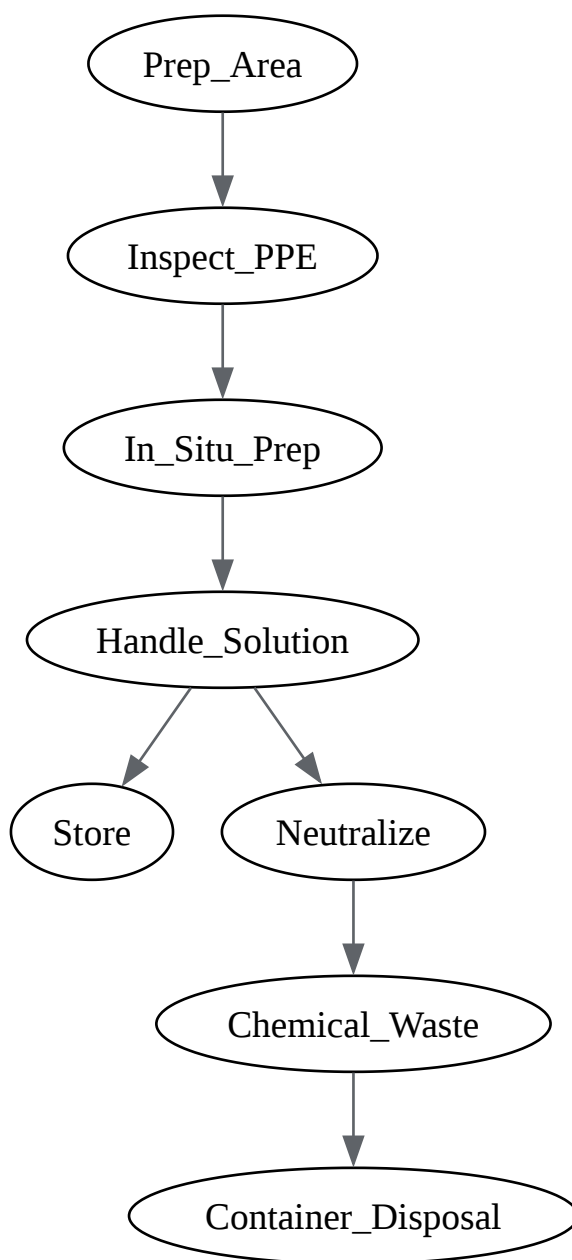 Prep_Area
Inspect_PPE
In_Situ_Prep
Handle_Solution
Store
Neutralize
Chemical_Waste
Container_Disposal